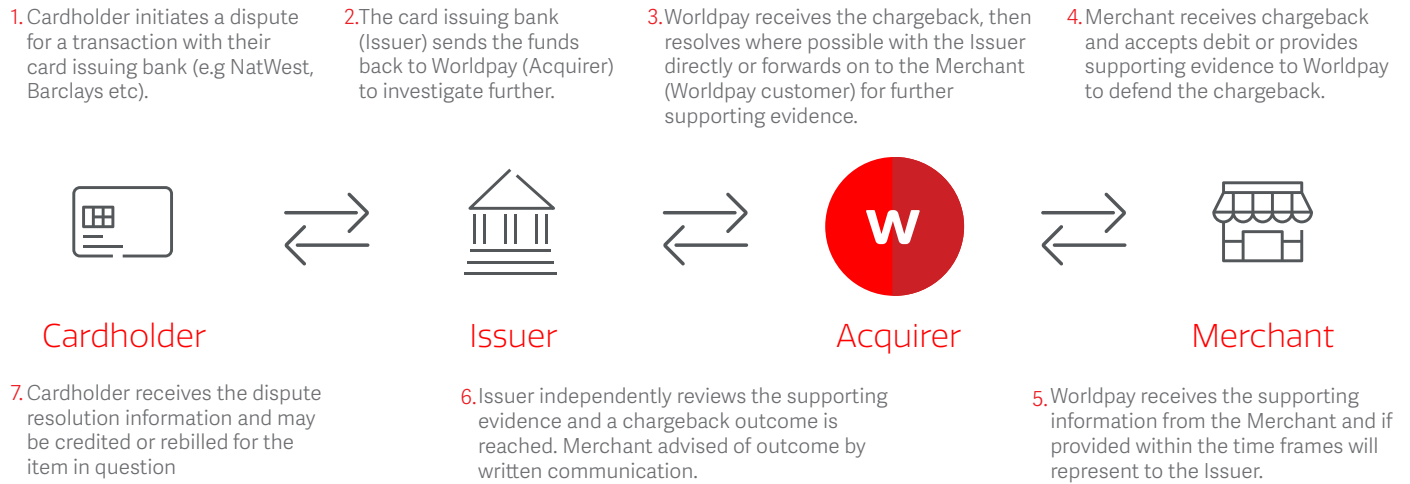 1. Cardholder initiates a dispute
for a transaction with their
card issuing bank (e.g NatWest,
Barclays etc).
2. The card issuing bank
(Issuer) sends the funds
back to Worldpay (Acquirer)
to investigate further.
3. Worldpay receives the chargeback, then
resolves where possible with the Issuer
directly or forwards on to the Merchant
(Worldpay customer) for further
supporting evidence.
4. Merchant receives chargeback
and accepts debit or provides
supporting evidence to Worldpay
to defend the chargeback.
W
Cardholder
Issuer
Acquirer
Merchant
7. Cardholder receives the dispute
resolution information and may
be credited or rebilled for the
item in question
6. Issuer independently reviews the supporting
evidence and a chargeback outcome is
reached. Merchant advised of outcome by
written communication.
5. Worldpay receives the supporting
information from the Merchant and if
provided within the time frames will
represent to the Issuer.